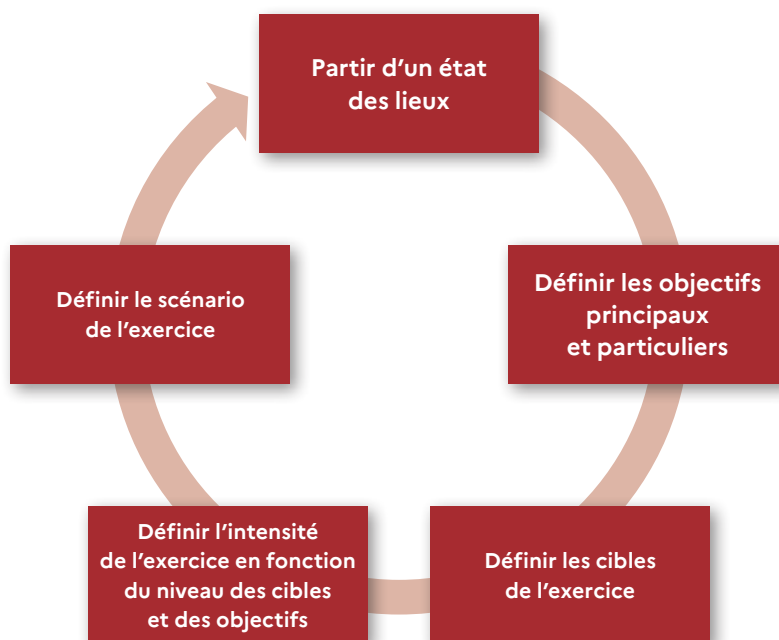 Partir d’un état
des lieux
Définir les objectifs
principaux
et particuliers
Définir les cibles
de l’exercice
Définir l’intensité
de l’exercice en fonction
du niveau des cibles
et des objectifs
Définir le scénario
de l’exercice